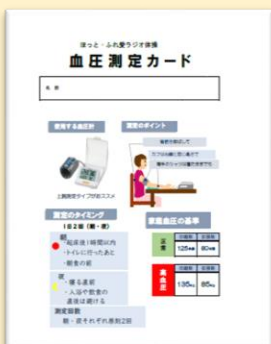 ほっと・ふれ愛ラジオ体操
血圧測定カード
名前
使用する血圧計
測定のポイント
上腕測定タイプがおススメ
測定のタイミング
家庭血圧の基準
1日2回(朝・夜)
朝
・起床後1時間以内
・トイレに行ったあと
・朝食の前
夜
・寝る直前
・入浴や飲食の
直後は避ける
測定回数
朝・夜それぞれ原則2回
正常
収縮期
拡張期
125未満
80未満
高血圧
収縮期
拡張期
135以上
85以上